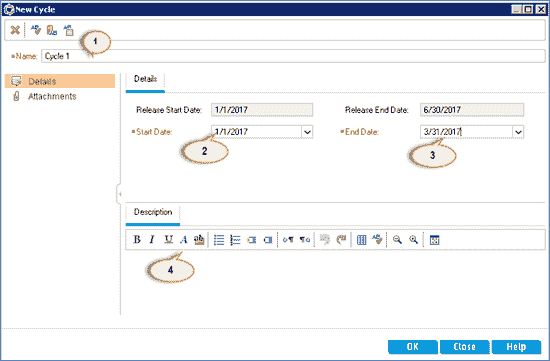 New Cycle
1
*Name: Cycle 1
Details
Attachments
Details
Release Start Date: 1/1/2017 Release End Date: 6/30/2017
*Start Date: 1/1/2017 *End Date: 3/31/2017
2 3
Description
B I U A ab
4
OK Close Help